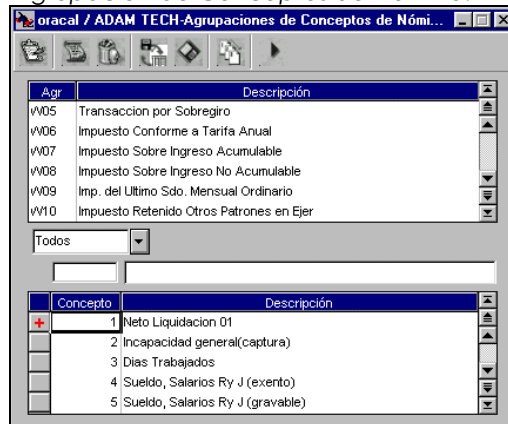 oracal / ADAM TECH-Agrupaciones de Conceptos de Nómi...
Agr Descripción
W05 Transaccion por Sobregiro
W06 Impuesto Conforme a Tarifa Anual
W07 Impuesto Sobre Ingreso Acumulable
W08 Impuesto Sobre Ingreso No Acumulable
W09 Imp. del Ultimo Sdo. Mensual Ordinario
W10 Impuesto Retenido Otros Patrones en Ejer
Todos
Concepto Descripción
1 Neto Liquidacion 01
2 Incapacidad general(captura)
3 Dias Trabajados
4 Sueldo, Salarios Ry J (exento)
5 Sueldo, Salarios Ry J (gravable)